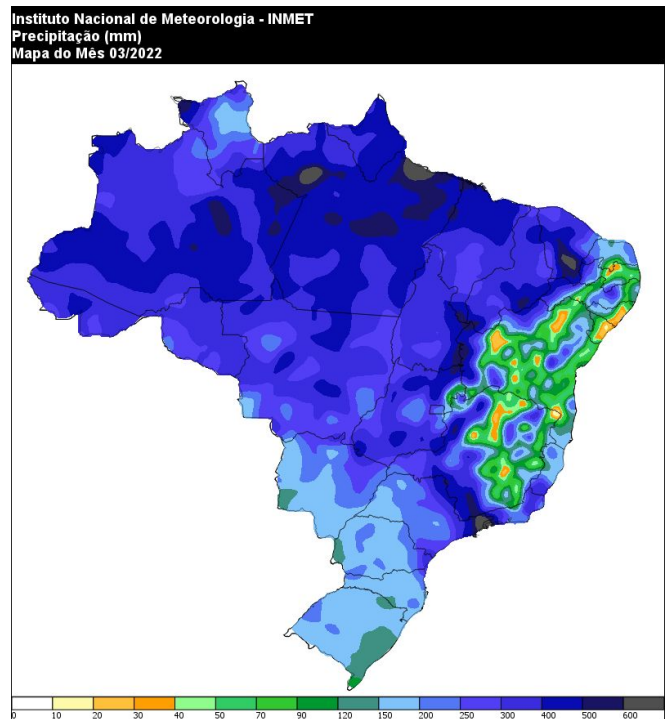 Instituto Nacional de Meteorologia - INMET
Precipitação (mm)
Mapa do Mês 03/2022
0 10 20 30 40 50 70 90 120 150 200 250 300 400 500 600